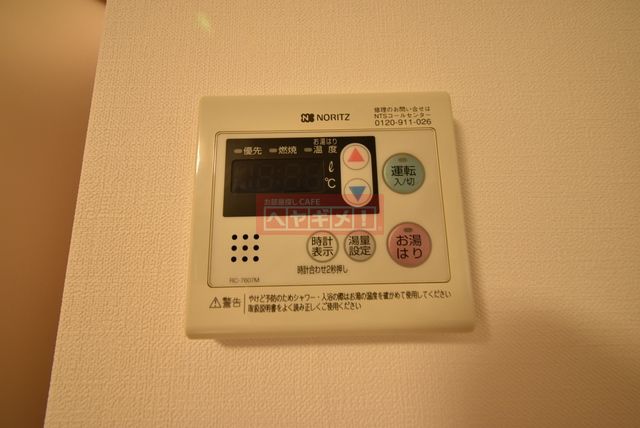 NORITZ
修理のお問い合せは
NTSコールセンター
0120-911-026
お湯はり
優先 燃焼 温度
ℓ
℃
運転
入/切
お部屋探しCAFE
ヘヤギメ!
時計
表示
湯量
設定
お湯
はり
時計合わせ2秒押し
RC-7607M
警告
やけど予防のためシャワー・入浴の際はお湯の温度を確かめて使用してください
取扱説明書をよく読み正しくご使用ください